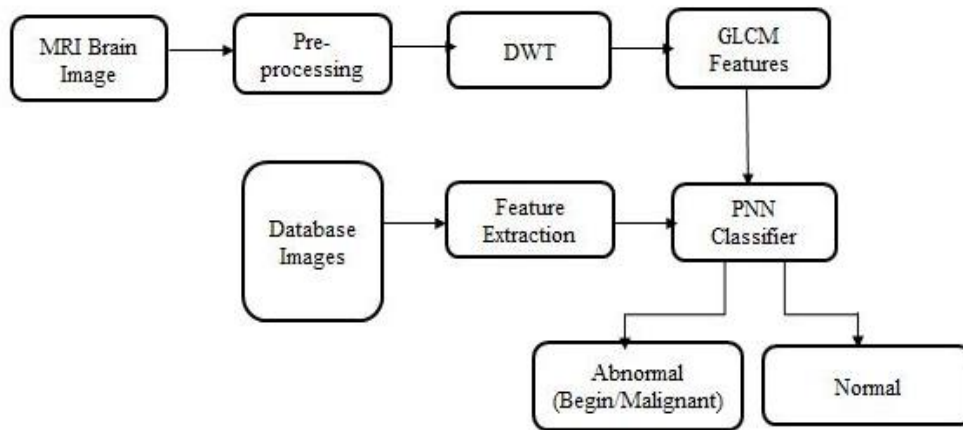 MRI Brain
Image
Pre-
processing
DWT
GLCM
Features
Database
Images
Feature
Extraction
PNN
Classifier
Abnormal
(Begin/Malignant)
Normal